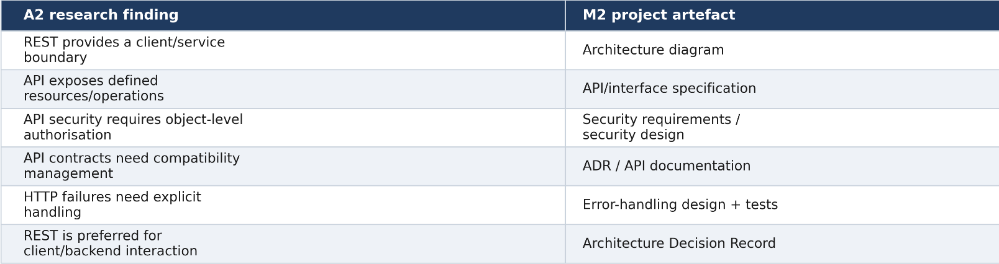 A2 research finding
M2 project artefact
REST provides a client/service
boundary
Architecture diagram
API exposes defined
resources/operations
API/interface specification
API security requires object-level
authorisation
Security requirements /
security design
API contracts need compatibility
management
ADR / API documentation
HTTP failures need explicit
handling
Error-handling design + tests
REST is preferred for
client/backend interaction
Architecture Decision Record